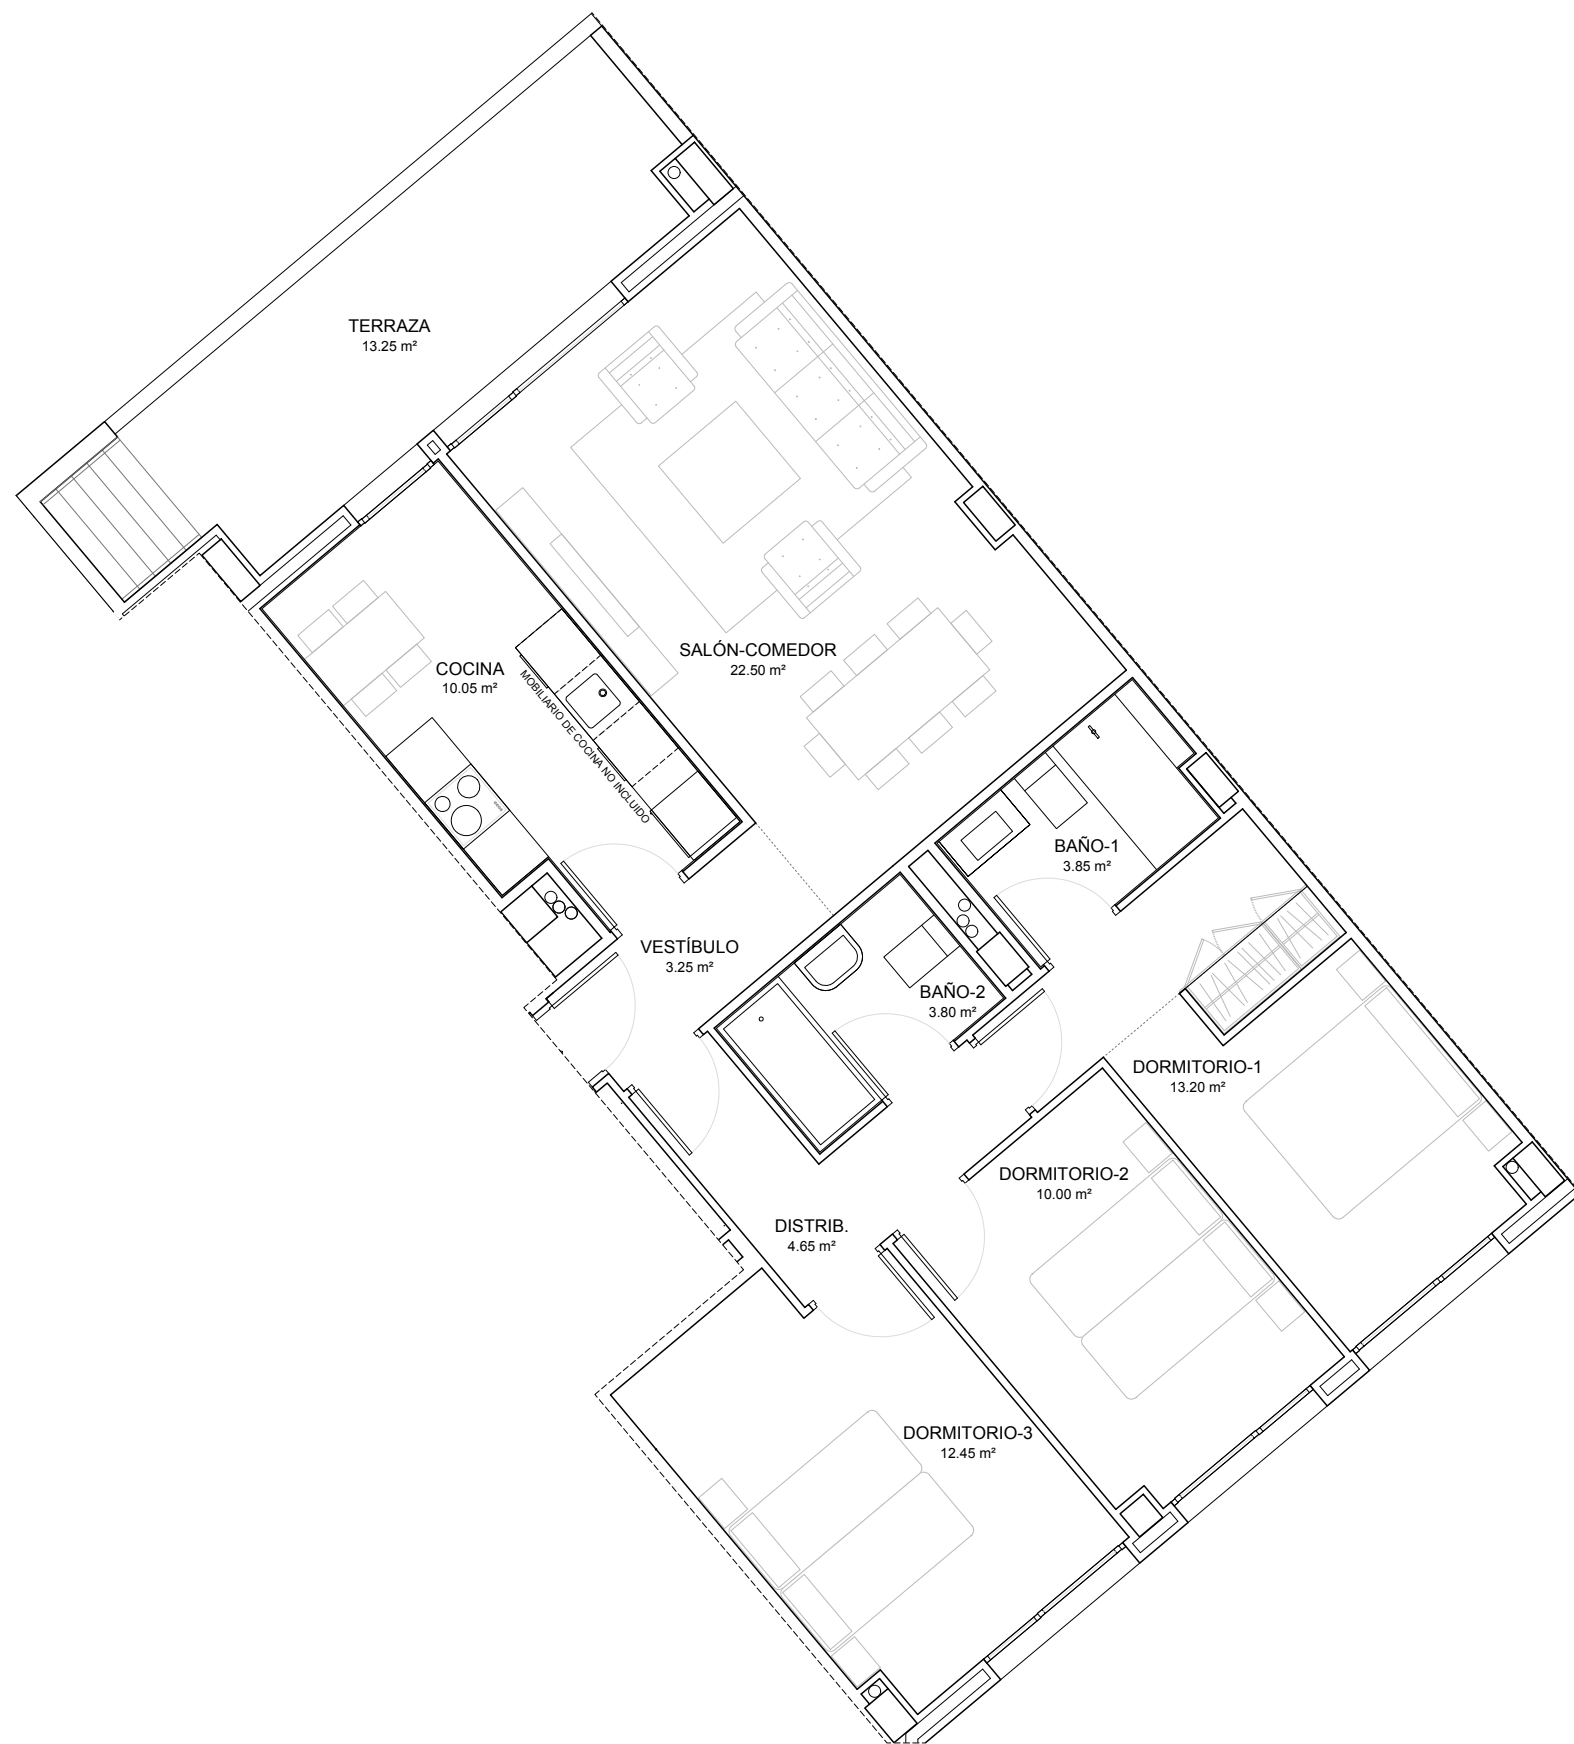 TERRAZA
13.25 m²
SALÓN-COMEDOR
22.50 m²
COCINA
10.05 m²
MOBILIARIO DE COCINA NO INCLUIDO
BAÑO-1
3.85 m²
VESTÍBULO
3.25 m²
BAÑO-2
3.80 m²
DORMITORIO-1
13.20 m²
DORMITORIO-2
10.00 m²
DISTRIB.
4.65 m²
DORMITORIO-3
12.45 m²